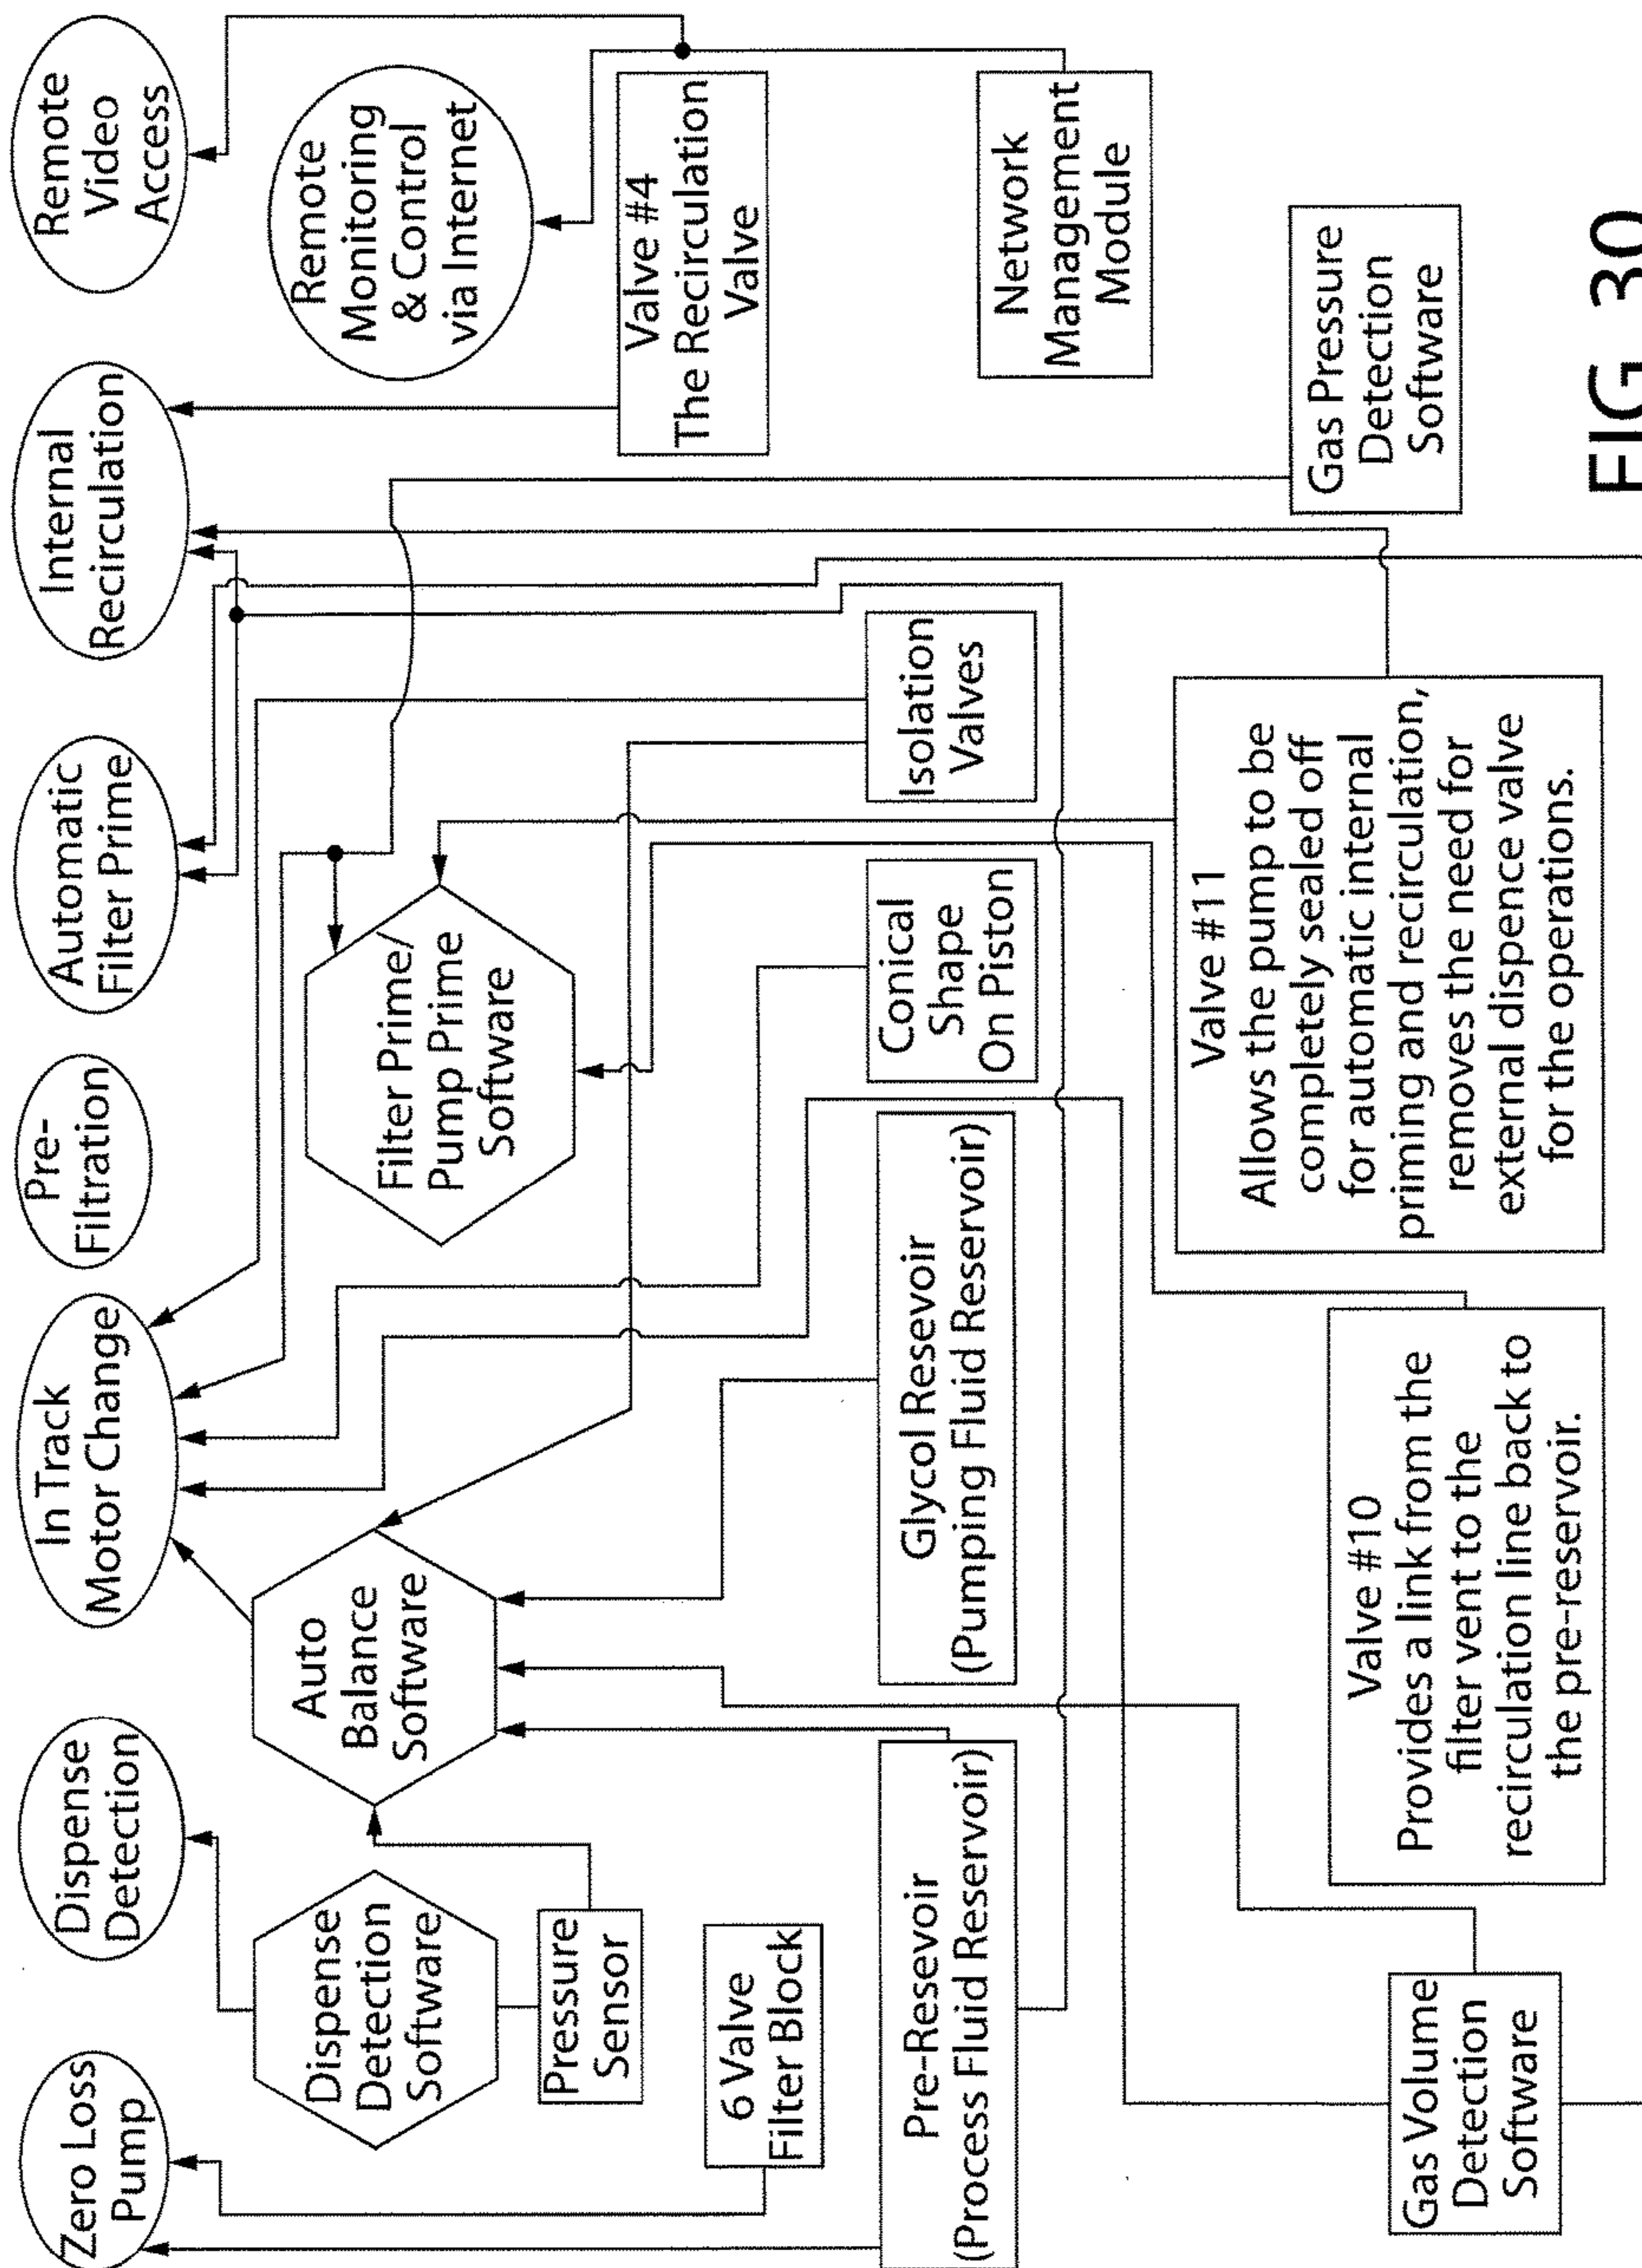 Zero Loss
Pump
Dispense
Detection
In Track
Motor Change
Pre-
Filtration
Automatic
Filter Prime
Internal
Recirculation
Remote
Video
Access
Dispense
Detection
Software
Auto
Balance
Software
Filter Prime/
Pump Prime
Software
Remote
Monitoring
& Control
via Internet
Pressure
Sensor
Valve #4
The Recirculation
Valve
6 Valve
Filter Block
Pre-Resevoir
(Process Fluid Reservoir)
Glycol Resevoir
(Pumping Fluid Reservoir)
Conical
Shape
On Piston
Isolation
Valves
Network
Management
Module
Gas Volume
Detection
Software
Valve #10
Provides a link from the
filter vent to the
recirculation line back to
the pre-reservoir.
Valve #11
Allows the pump to be
completely sealed off
for automatic internal
priming and recirculation,
removes the need for
external dispence valve
for the operations.
Gas Pressure
Detection
Software
FIG 30